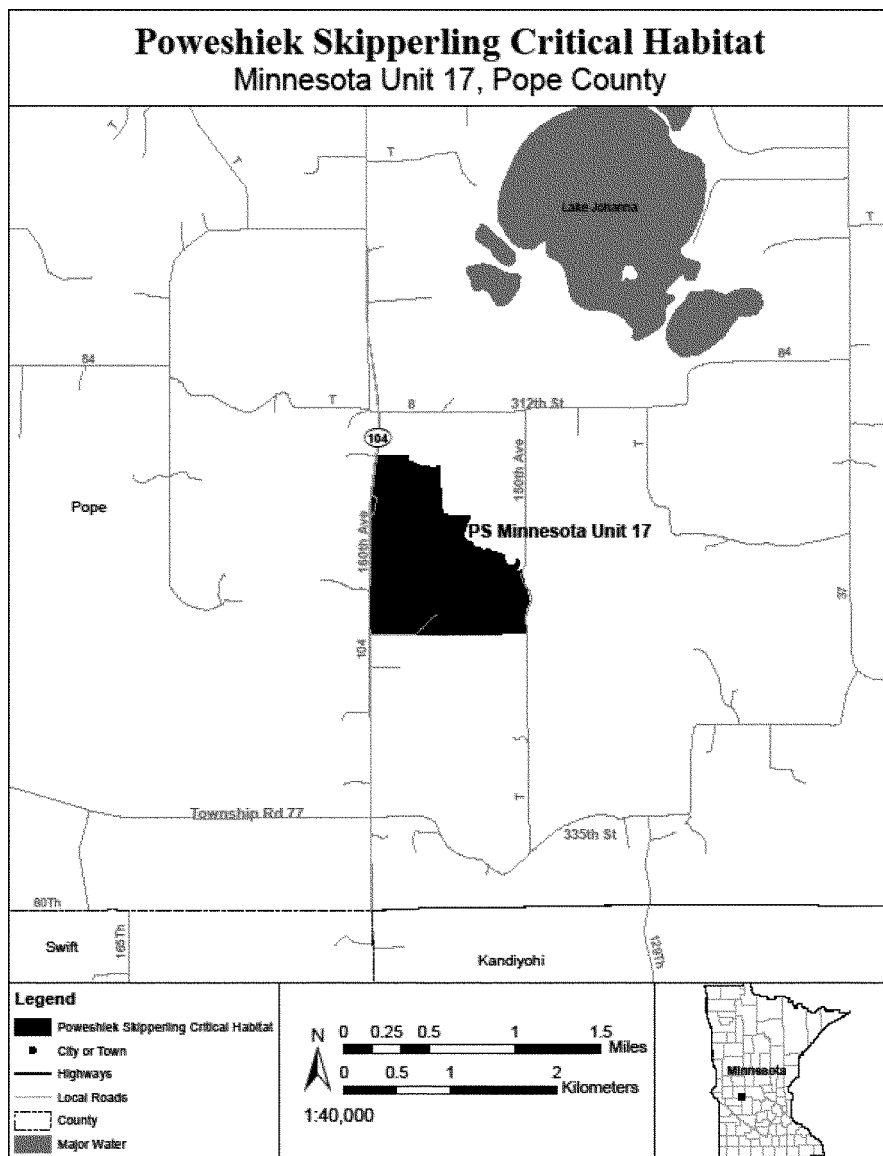 Poweshiek Skipperling Critical Habitat
Minnesota Unit 17, Pope County
T
T
T
Lake Johanna
T
84
84
T
8
312th St
104
T
150th Ave
Pope
160th Ave
PS Minnesota Unit 17
37
104
T
Township Rd 77
335th St
80Th
Swift
165Th
Kandiyohi
129Th
Legend
Poweshiek Skipperling Critical Habitat
City or Town
Highways
Local Roads
County
Major Water
N
0 0.25 0.5 1 1.5
Miles
0 0.5 1 2
Kilometers
1:40,000
Minnesota